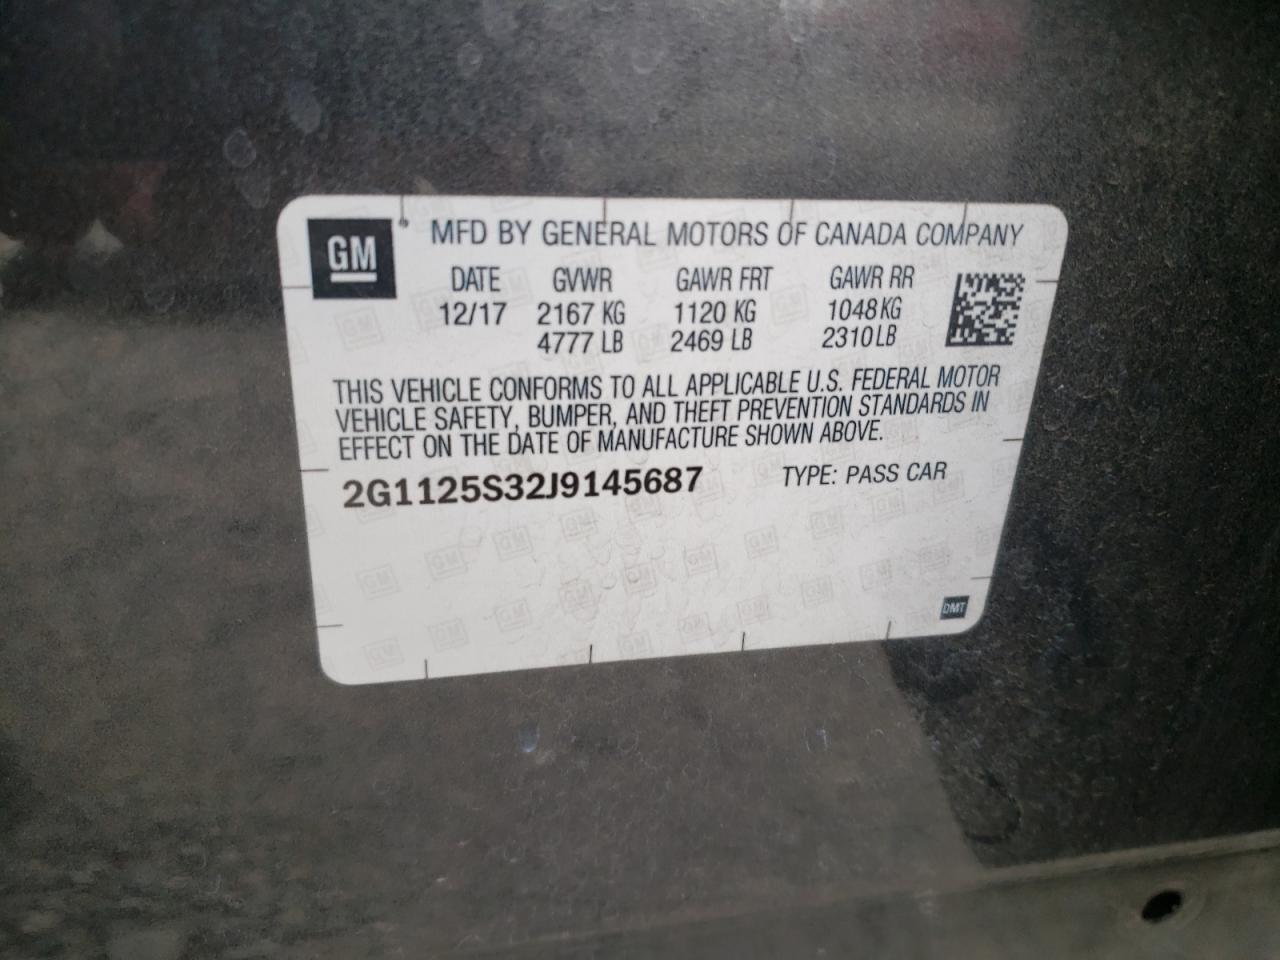 GM ® MFD BY GENERAL MOTORS OF CANADA COMPANY
DATE GVWR GAWR FRT GAWR RR
12/17 2167 KG 1120 KG 1048 KG
4777 LB 2469 LB 2310 LB
THIS VEHICLE CONFORMS TO ALL APPLICABLE U.S. FEDERAL MOTOR
VEHICLE SAFETY, BUMPER, AND THEFT PREVENTION STANDARDS IN
EFFECT ON THE DATE OF MANUFACTURE SHOWN ABOVE.
2G1125S32J9145687 TYPE: PASS CAR
DMT